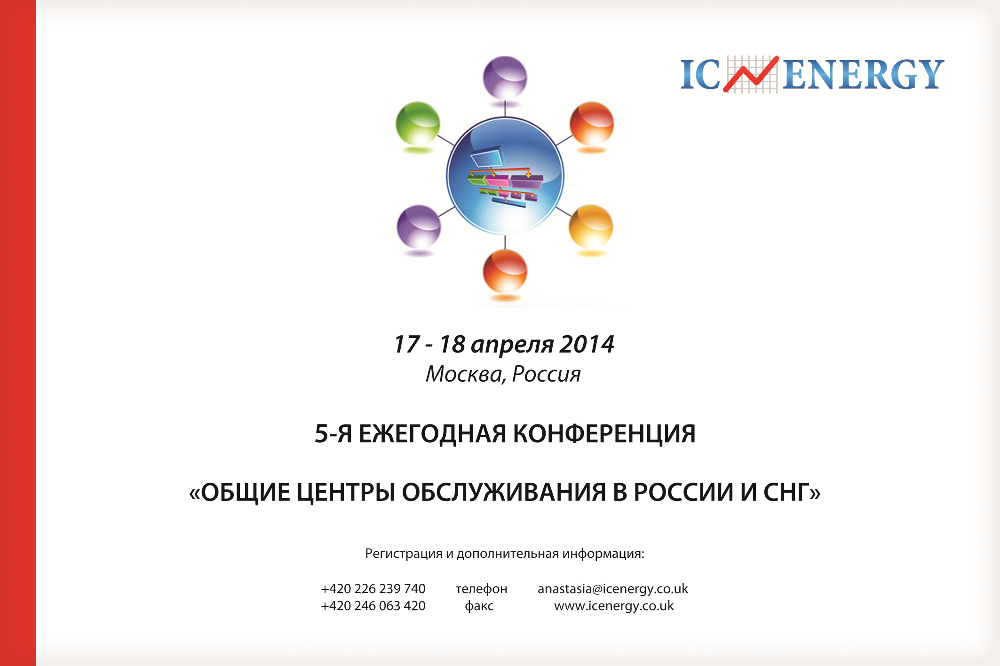 IC ENERGY
17 - 18 апреля 2014
Москва, Россия
5-Я ЕЖЕГОДНАЯ КОНФЕРЕНЦИЯ
«ОБЩИЕ ЦЕНТРЫ ОБСЛУЖИВАНИЯ В РОССИИ И СНГ»
Регистрация и дополнительная информация:
+420 226 239 740 телефон anastasia@icenergy.co.uk
+420 246 063 420 факс www.icenergy.co.uk